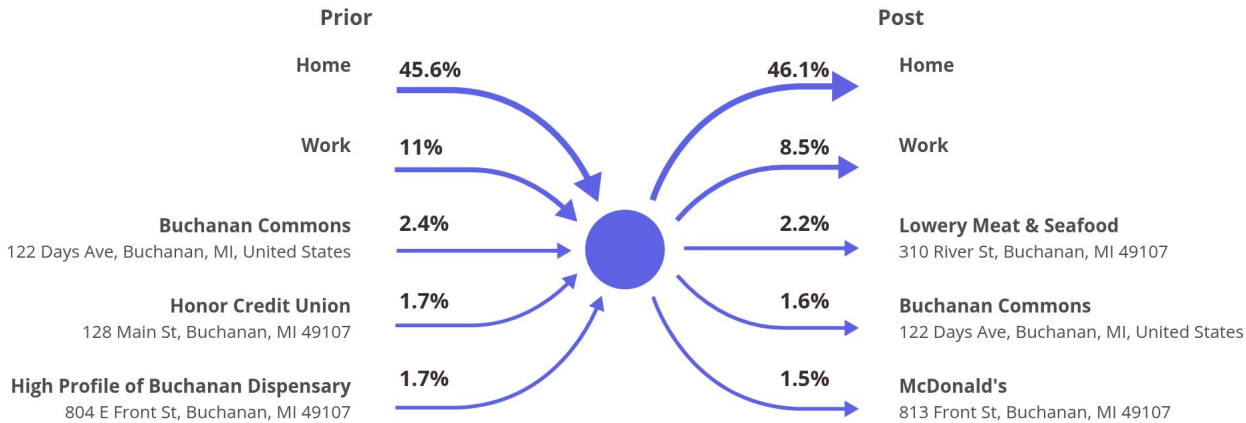 Prior
Post
Home
45.6%
46.1%
Home
Work
11%
8.5%
Work
Buchanan Commons
122 Days Ave, Buchanan, MI, United States
2.4%
2.2%
Lowery Meat & Seafood
310 River St, Buchanan, MI 49107
Honor Credit Union
128 Main St, Buchanan, MI 49107
1.7%
1.6%
Buchanan Commons
122 Days Ave, Buchanan, MI, United States
High Profile of Buchanan Dispensary
804 E Front St, Buchanan, MI 49107
1.7%
1.5%
McDonald's
813 Front St, Buchanan, MI 49107